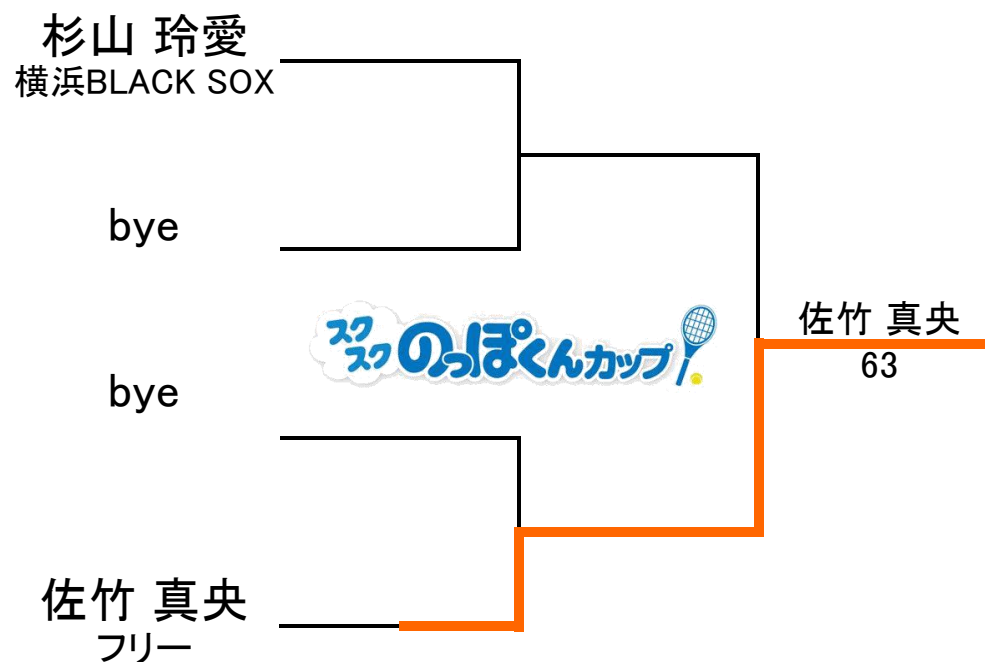 杉山 玲愛
横浜BLACK SOX
bye
スク
スク のっぽくんカップ
bye
佐竹 真央
63
佐竹 真央
フリー